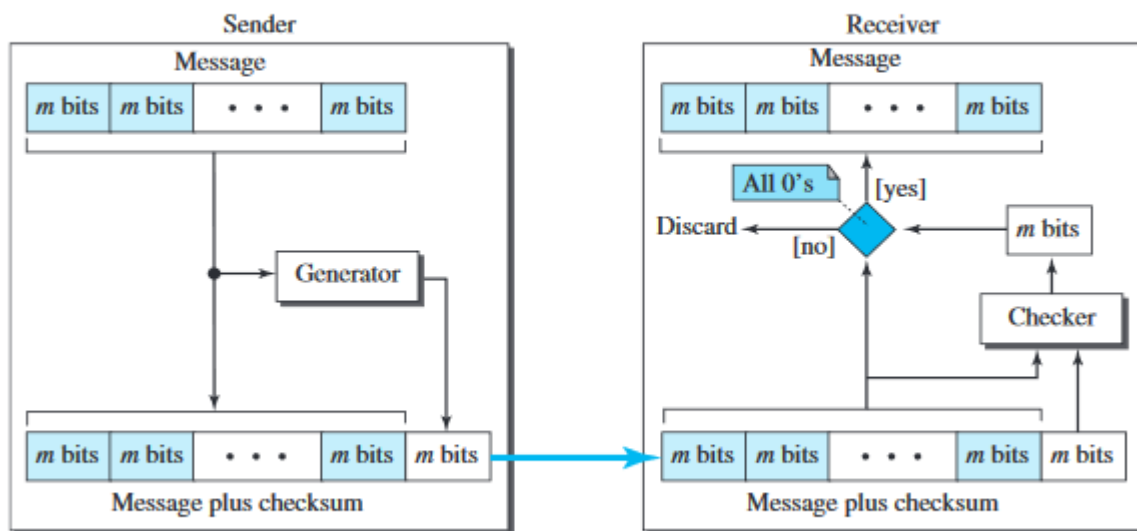 Sender
Message
m bits m bits • • • m bits
Generator
m bits m bits • • • m bits m bits
Message plus checksum
Receiver
Message
m bits m bits • • • m bits
All 0's
[yes]
Discard
[no]
m bits
Checker
m bits m bits • • • m bits m bits
Message plus checksum